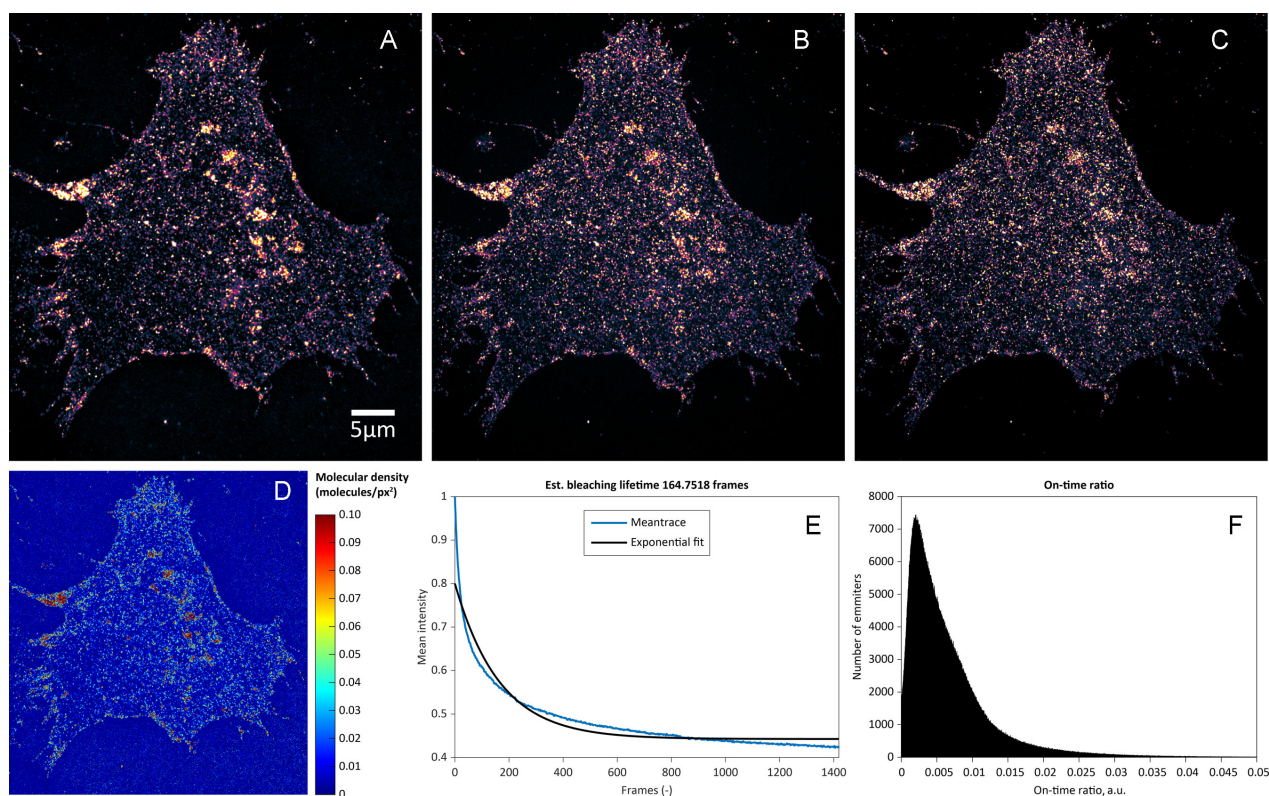 A
B
C
5μm
D
Molecular density
(molecules/px²)
0.10
0.09
0.08
0.07
0.06
0.05
0.04
0.03
0.02
0.01
0
Est. bleaching lifetime 164.7518 frames
E
Meantrace
Exponential fit
Mean intensity
1
0.9
0.8
0.7
0.6
0.5
0.4
0 200 400 600 800 1000 1200 1400
Frames (-)
On-time ratio
F
Number of emmiters
8000
7000
6000
5000
4000
3000
2000
1000
0
0 0.005 0.01 0.015 0.02 0.025 0.03 0.035 0.04 0.045 0.05
On-time ratio, a.u.